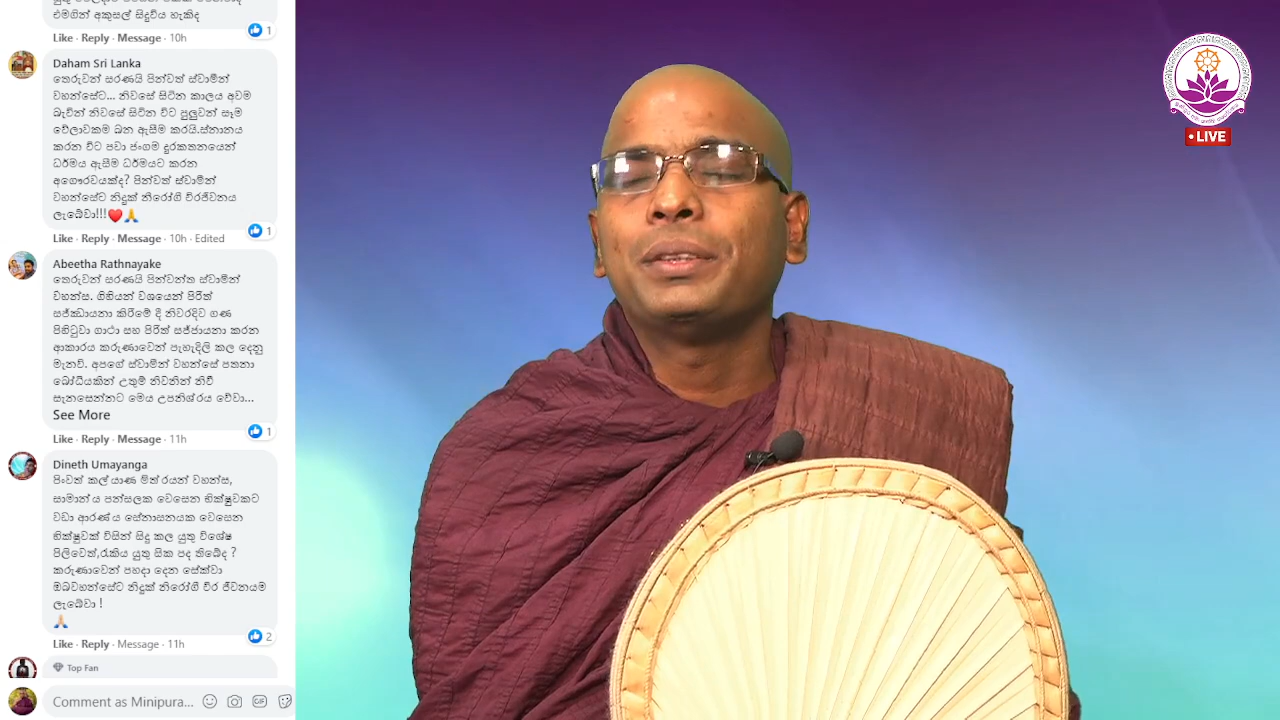 එමගින් අකුසල් සිදුවිය හැකිද
1
Like · Reply · Message · 10h
Daham Sri Lanka
තෙරුවන් සරණයි පින්වත් ස්වාමීන්
වහන්සේට... නිවසේ සිටින කාලය අවම
බැවින් නිවසේ සිටින විට පුලුවන් සෑම
වේලාවකම බන ඇසීම කරයි.ස්නානය
කරන විට පවා ජංගම දුරකතනයෙන්
ධර්මය ඇසීම ධර්මයට කරන
අගෞරවයක්ද? පින්වත් ස්වාමීන්
වහන්සේට නිදුක් නිරෝගි චිරජීවනය
ලැබේවා!!!❤️🙏
1
Like · Reply · Message · 10h · Edited
Abeetha Rathnayake
තෙරුවන් සරණයි පින්වන්ත ස්වාමීන්
වහන්ස. ගිහියන් වශයෙන් පිරිත්
සජ්ඣායනා කිරීමේ දී නිවරදිව ගණ
පිහිටුවා ගාථා සහ පිරිත් සජ්ජායනා කරන
ආකාරය කරුණාවෙන් පැහැදිලි කල දෙනු
මැනවි. අපගේ ස්වාමීන් වහන්සේ පතනා
බෝධියකින් උතුම් නිවනින් නිවී
සැනසෙන්නට මෙය උපනිශ්‍රය වේවා...
See More
1
Like · Reply · Message · 11h
Dineth Umayanga
පිංවත් කල්‍යාණ මිත්‍රයන් වහන්ස,
සාමාන්‍ය පන්සලක වෙසෙන භික්ෂුවකට
වඩා ආරණ්‍ය සේනාසනයක වෙසෙන
භික්ෂුවක් විසින් සිදු කල යුතු විශේෂ
පිලිවෙත්,රැකිය යුතු සික පද තිබේද ?
කරුණාවෙන් පහදා දෙන සේක්වා
ඔබවහන්සේට නිදුක් නිරෝගී චිර ජීවනයම
ලැබේවා !
🙏
2
Like · Reply · Message · 11h
Top Fan
Comment as Minipura...
GIF
• LIVE